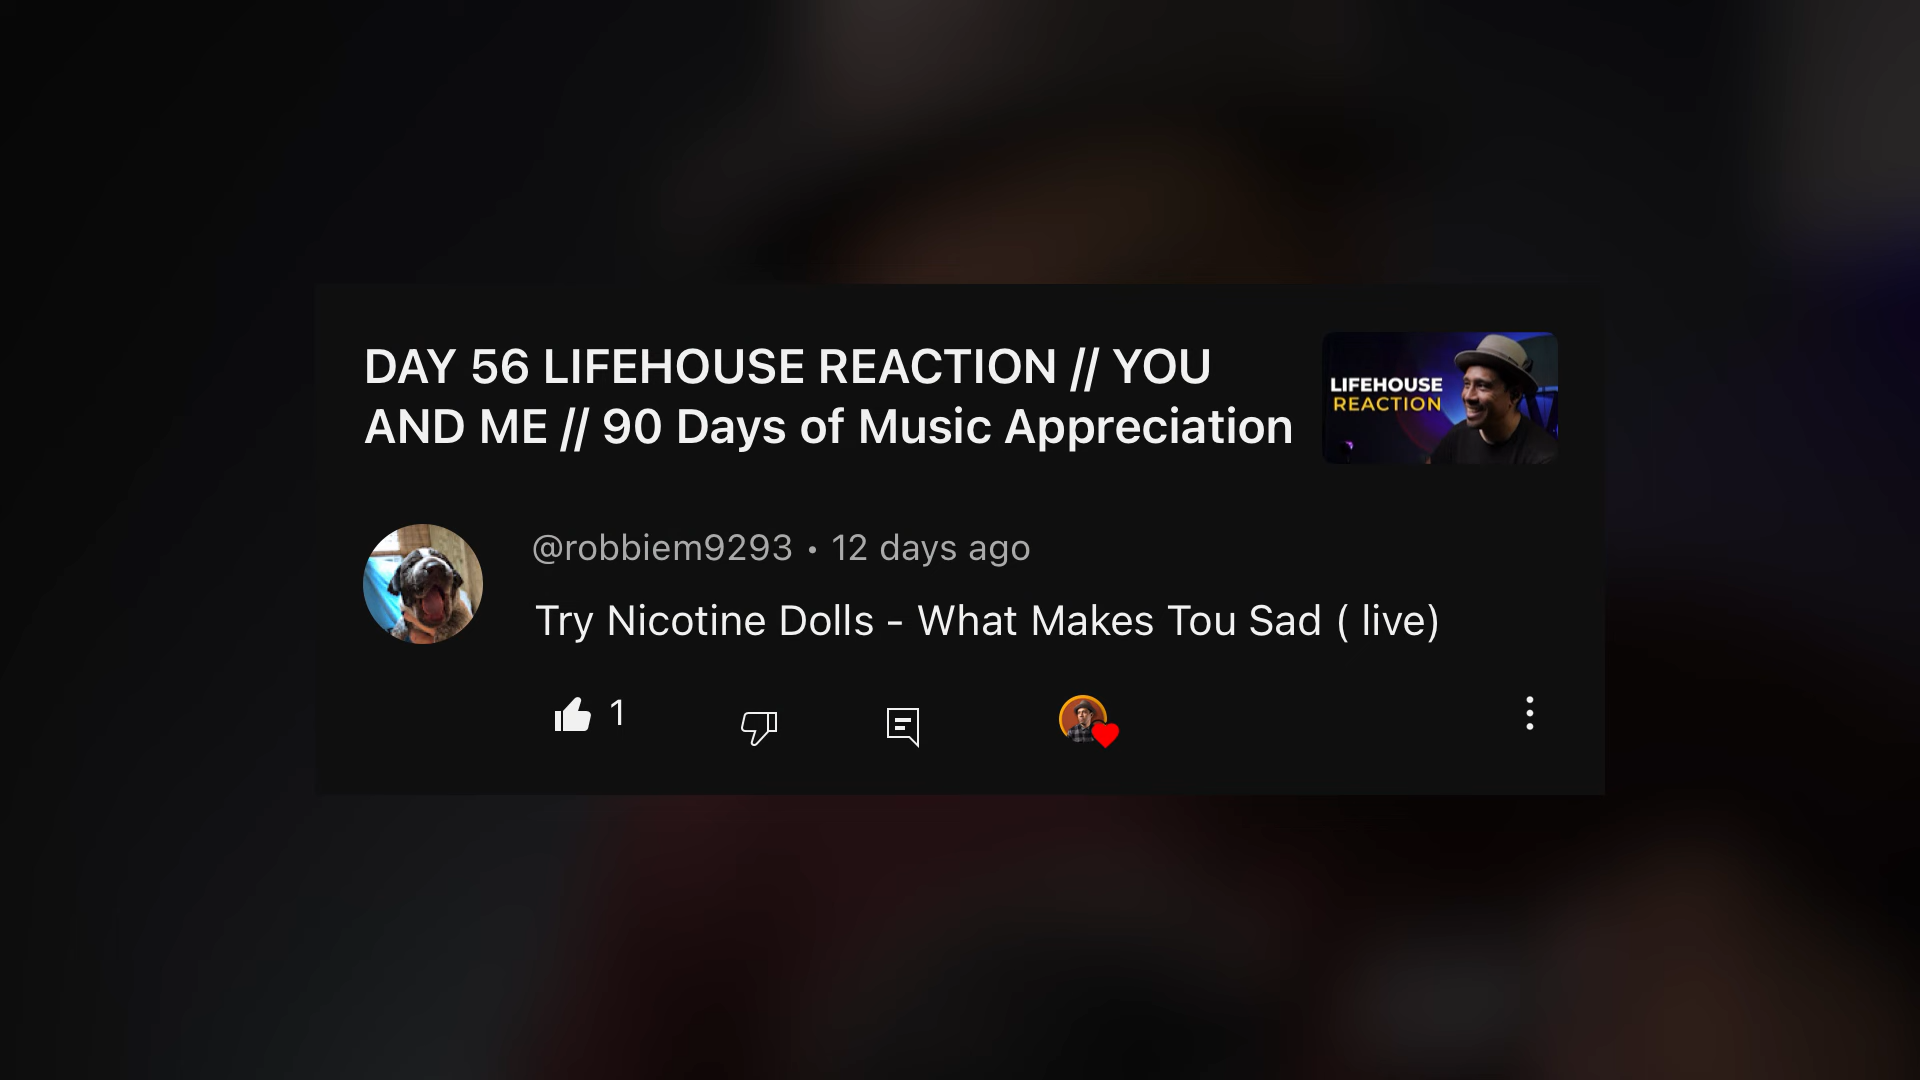 DAY 56 LIFEHOUSE REACTION // YOU
AND ME // 90 Days of Music Appreciation
LIFEHOUSE
REACTION
@robbiem9293 • 12 days ago
Try Nicotine Dolls - What Makes Tou Sad ( live)
1